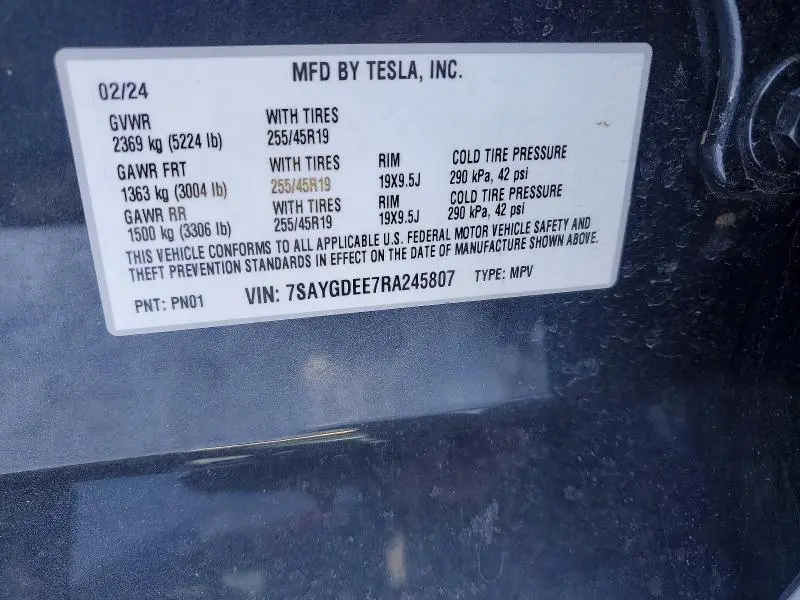 MFD BY TESLA, INC.
02/24
GVWR WITH TIRES
2369 kg (5224 lb) 255/45R19
GAWR FRT WITH TIRES RIM COLD TIRE PRESSURE
1363 kg (3004 lb) 255/45R19 19X9.5J 290 kPa, 42 psi
GAWR RR WITH TIRES RIM COLD TIRE PRESSURE
1500 kg (3306 lb) 255/45R19 19X9.5J 290 kPa, 42 psi
THIS VEHICLE CONFORMS TO ALL APPLICABLE U.S. FEDERAL MOTOR VEHICLE SAFETY AND
THEFT PREVENTION STANDARDS IN EFFECT ON THE DATE OF MANUFACTURE SHOWN ABOVE.
PNT: PN01 VIN: 7SAYGDEE7RA245807 TYPE: MPV